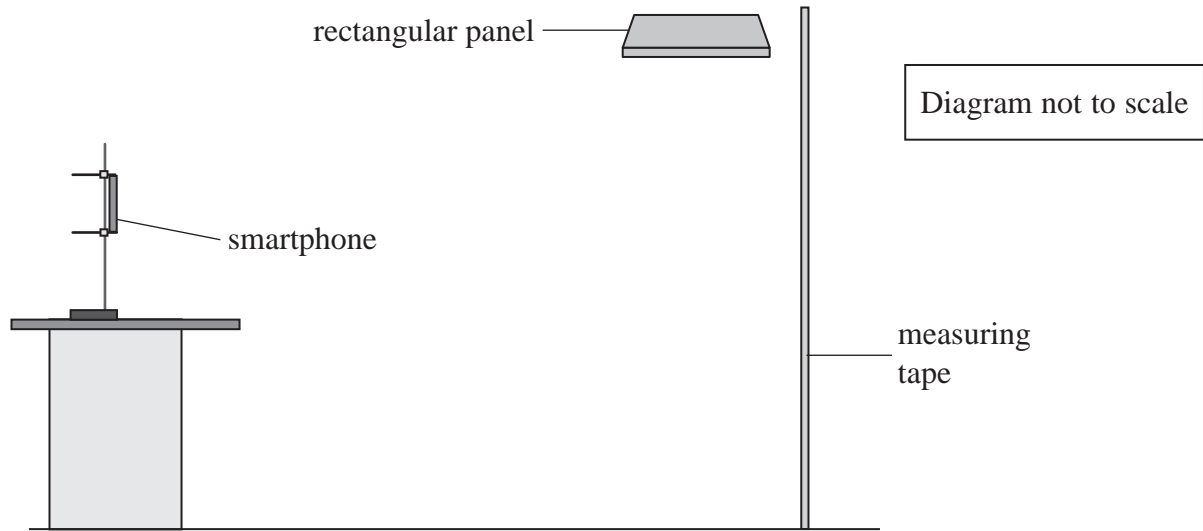 rectangular panel
Diagram not to scale
smartphone
measuring
tape